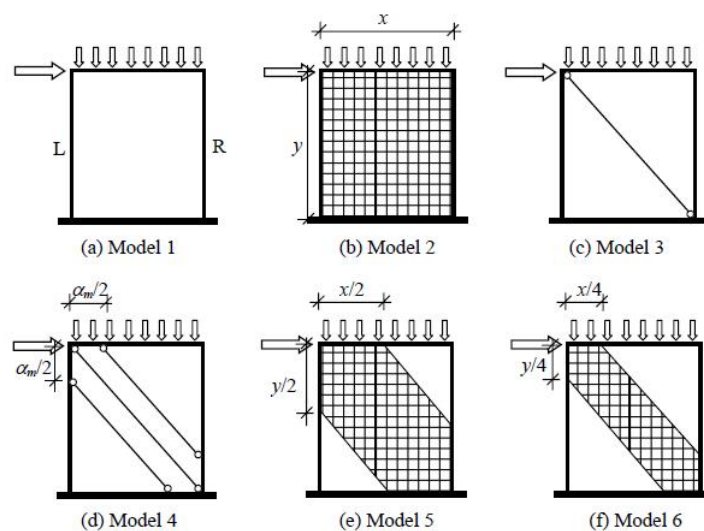 x
L
R
y
(a) Model 1
(b) Model 2
(c) Model 3
αm/2
αm/2
x/2
y/2
x/4
y/4
(d) Model 4
(e) Model 5
(f) Model 6